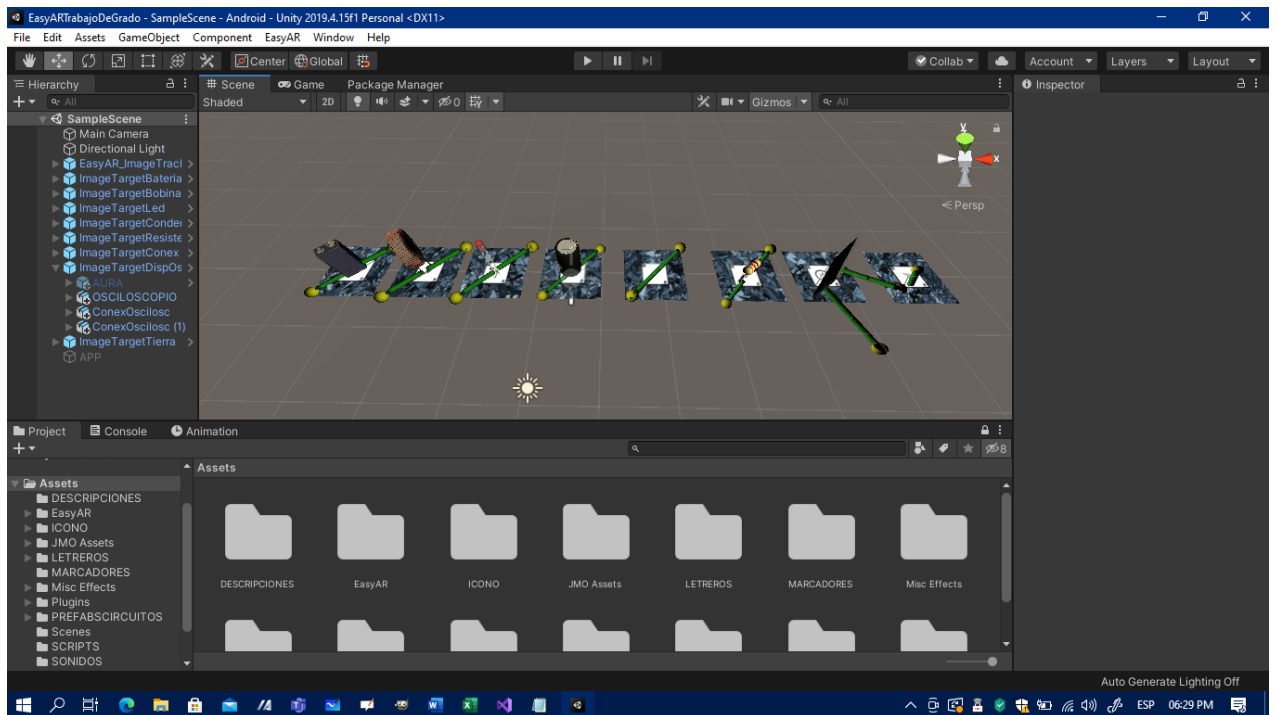 EasyARTrabajoDeGrado - SampleScene - Android - Unity 2019.4.15f1 Personal <DX11>
File Edit Assets GameObject Component EasyAR Window Help
Center Global Collab Account Layers Layout
Hierarchy Scene Game Package Manager Inspector
All Shaded 2D 0 Gizmos All
SampleScene
Main Camera
Directional Light
EasyAR_ImageTracl
ImageTargetBateria
ImageTargetBobina
ImageTargetLed
ImageTargetConder
ImageTargetResiste
ImageTargetConex
ImageTargetDispOs
AURA
OSCILOSCOPIO
ConexOscilosc
ConexOscilosc (1)
ImageTargetTierra
APP
y
x
Persp
Project Console Animation
8
Assets
DESCRIPCIONES
EasyAR
ICONO
JMO Assets
LETREROS
MARCADORES
Misc Effects
Plugins
PREFABSCIRCUITOS
Scenes
SCRIPTS
SONIDOS
Assets
DESCRIPCIONES EasyAR ICONO JMO Assets LETREROS MARCADORES Misc Effects
Auto Generate Lighting Off
ESP 06:29 PM